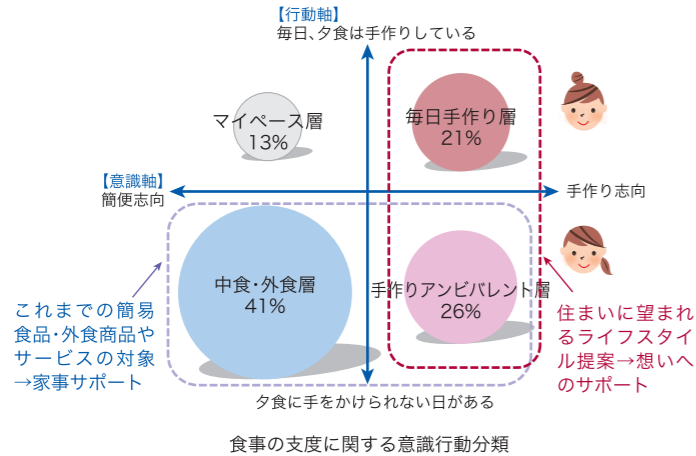 【行動軸】
毎日、夕食は手作りしている
マイペース層
13%
毎日手作り層
21%
【意識軸】
簡便志向
手作り志向
中食・外食層
41%
手作りアンビバレント層
26%
これまでの簡易
食品・外食商品や
サービスの対象
→家事サポート
住まいに望まれ
るライフスタイ
ル提案→想いへ
のサポート
夕食に手をかけられない日がある
食事の支度に関する意識行動分類